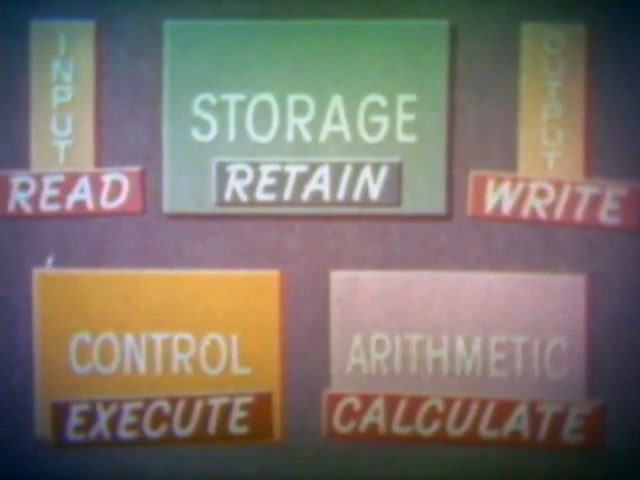 INPUT
READ
STORAGE
RETAIN
OUTPUT
WRITE
CONTROL
EXECUTE
ARITHMETIC
CALCULATE